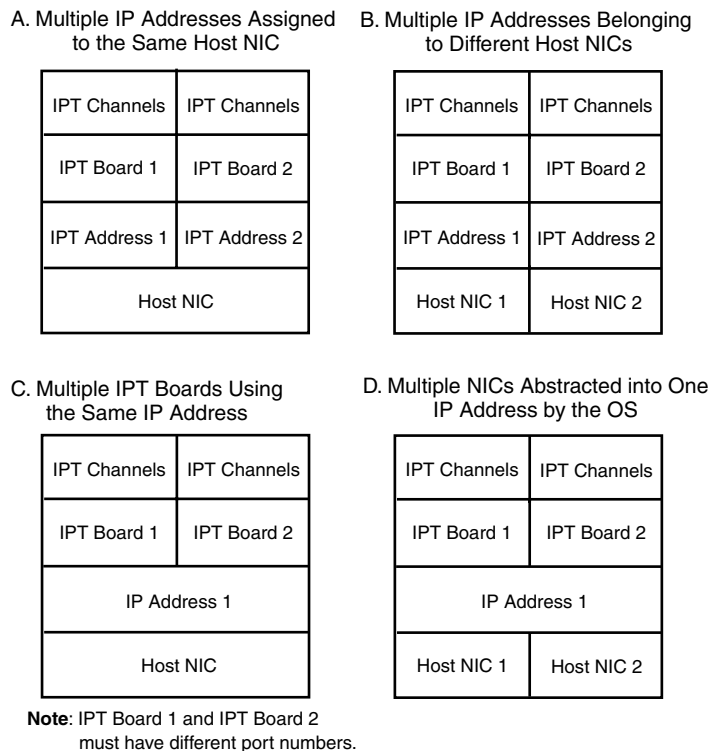 A. Multiple IP Addresses Assigned
to the Same Host NIC
IPT Channels IPT Channels
IPT Board 1 IPT Board 2
IPT Address 1 IPT Address 2
Host NIC
B. Multiple IP Addresses Belonging
to Different Host NICs
IPT Channels IPT Channels
IPT Board 1 IPT Board 2
IPT Address 1 IPT Address 2
Host NIC 1 Host NIC 2
C. Multiple IPT Boards Using
the Same IP Address
IPT Channels IPT Channels
IPT Board 1 IPT Board 2
IP Address 1
Host NIC
Note: IPT Board 1 and IPT Board 2
must have different port numbers.
D. Multiple NICs Abstracted into One
IP Address by the OS
IPT Channels IPT Channels
IPT Board 1 IPT Board 2
IP Address 1
Host NIC 1 Host NIC 2